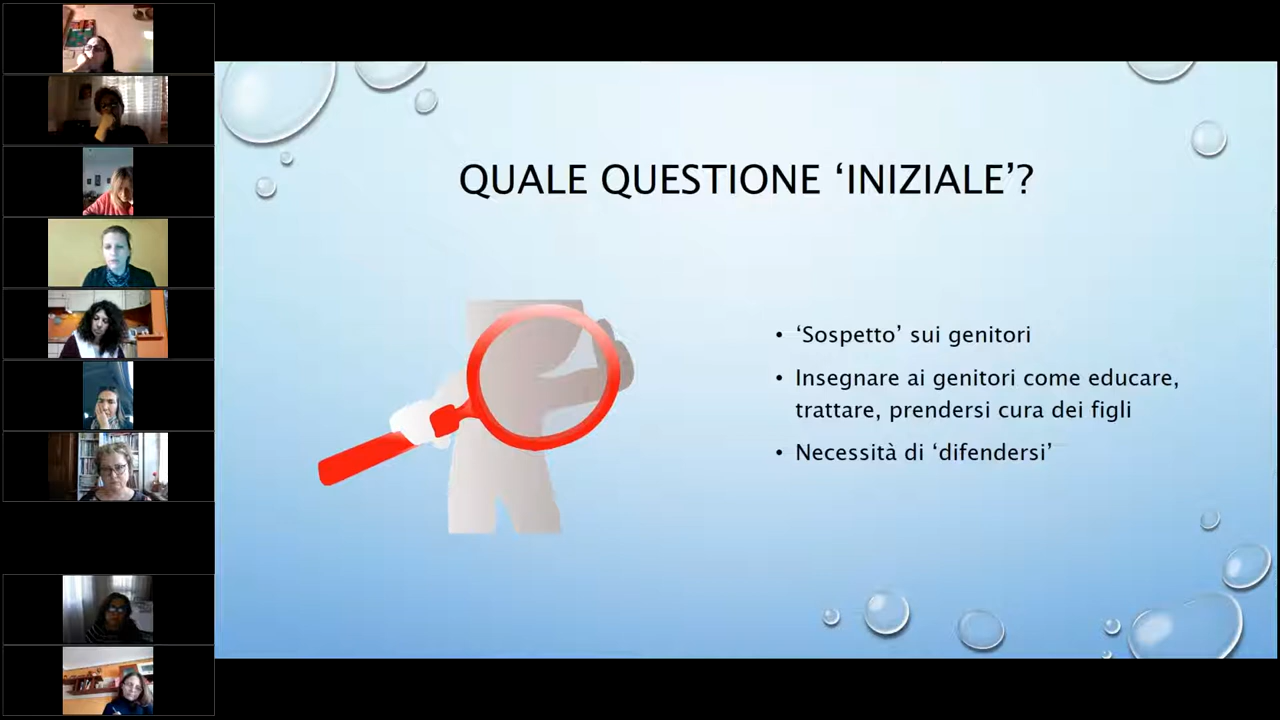 QUALE QUESTIONE ‘INIZIALE’?
• ‘Sospetto’ sui genitori
• Insegnare ai genitori come educare,
trattare, prendersi cura dei figli
• Necessità di ‘difendersi’